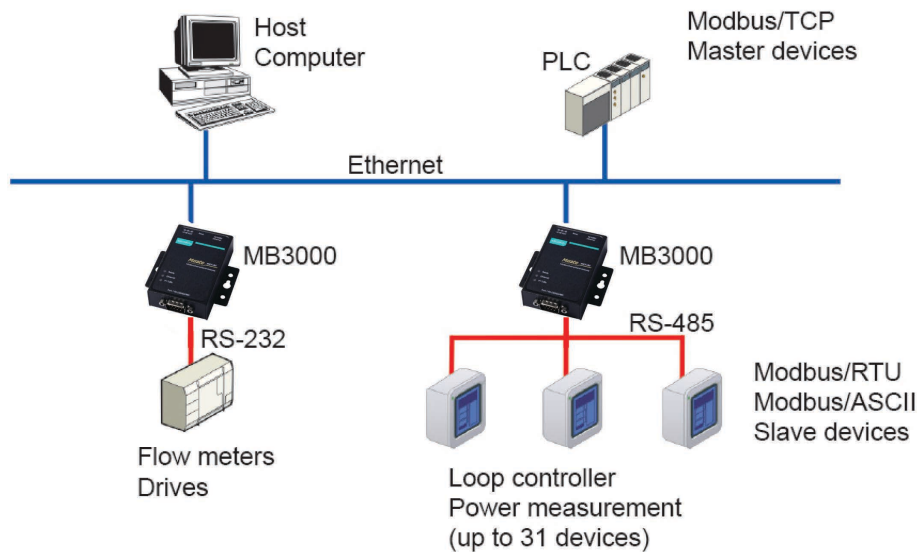 Host
Computer
PLC
Modbus/TCP
Master devices
Ethernet
MB3000
MB3000
RS-232
RS-485
Flow meters
Drives
Loop controller
Power measurement
(up to 31 devices)
Modbus/RTU
Modbus/ASCII
Slave devices